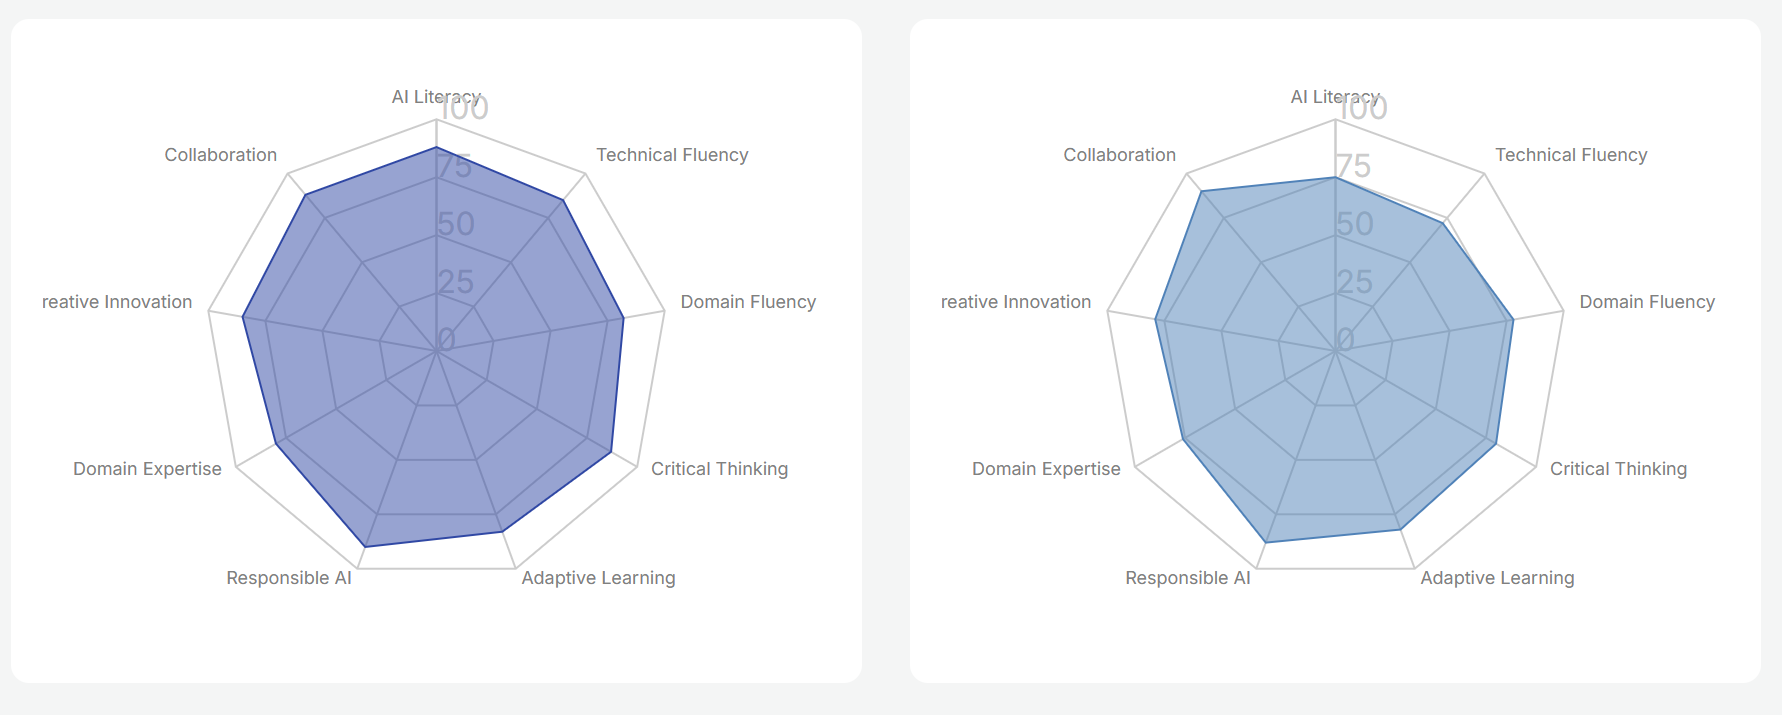 AI Literacy
100
Collaboration
Technical Fluency
75
50
reative Innovation
25
Domain Fluency
0
Domain Expertise
Critical Thinking
Responsible AI
Adaptive Learning
AI Literacy
100
Collaboration
Technical Fluency
75
50
reative Innovation
25
Domain Fluency
0
Domain Expertise
Critical Thinking
Responsible AI
Adaptive Learning